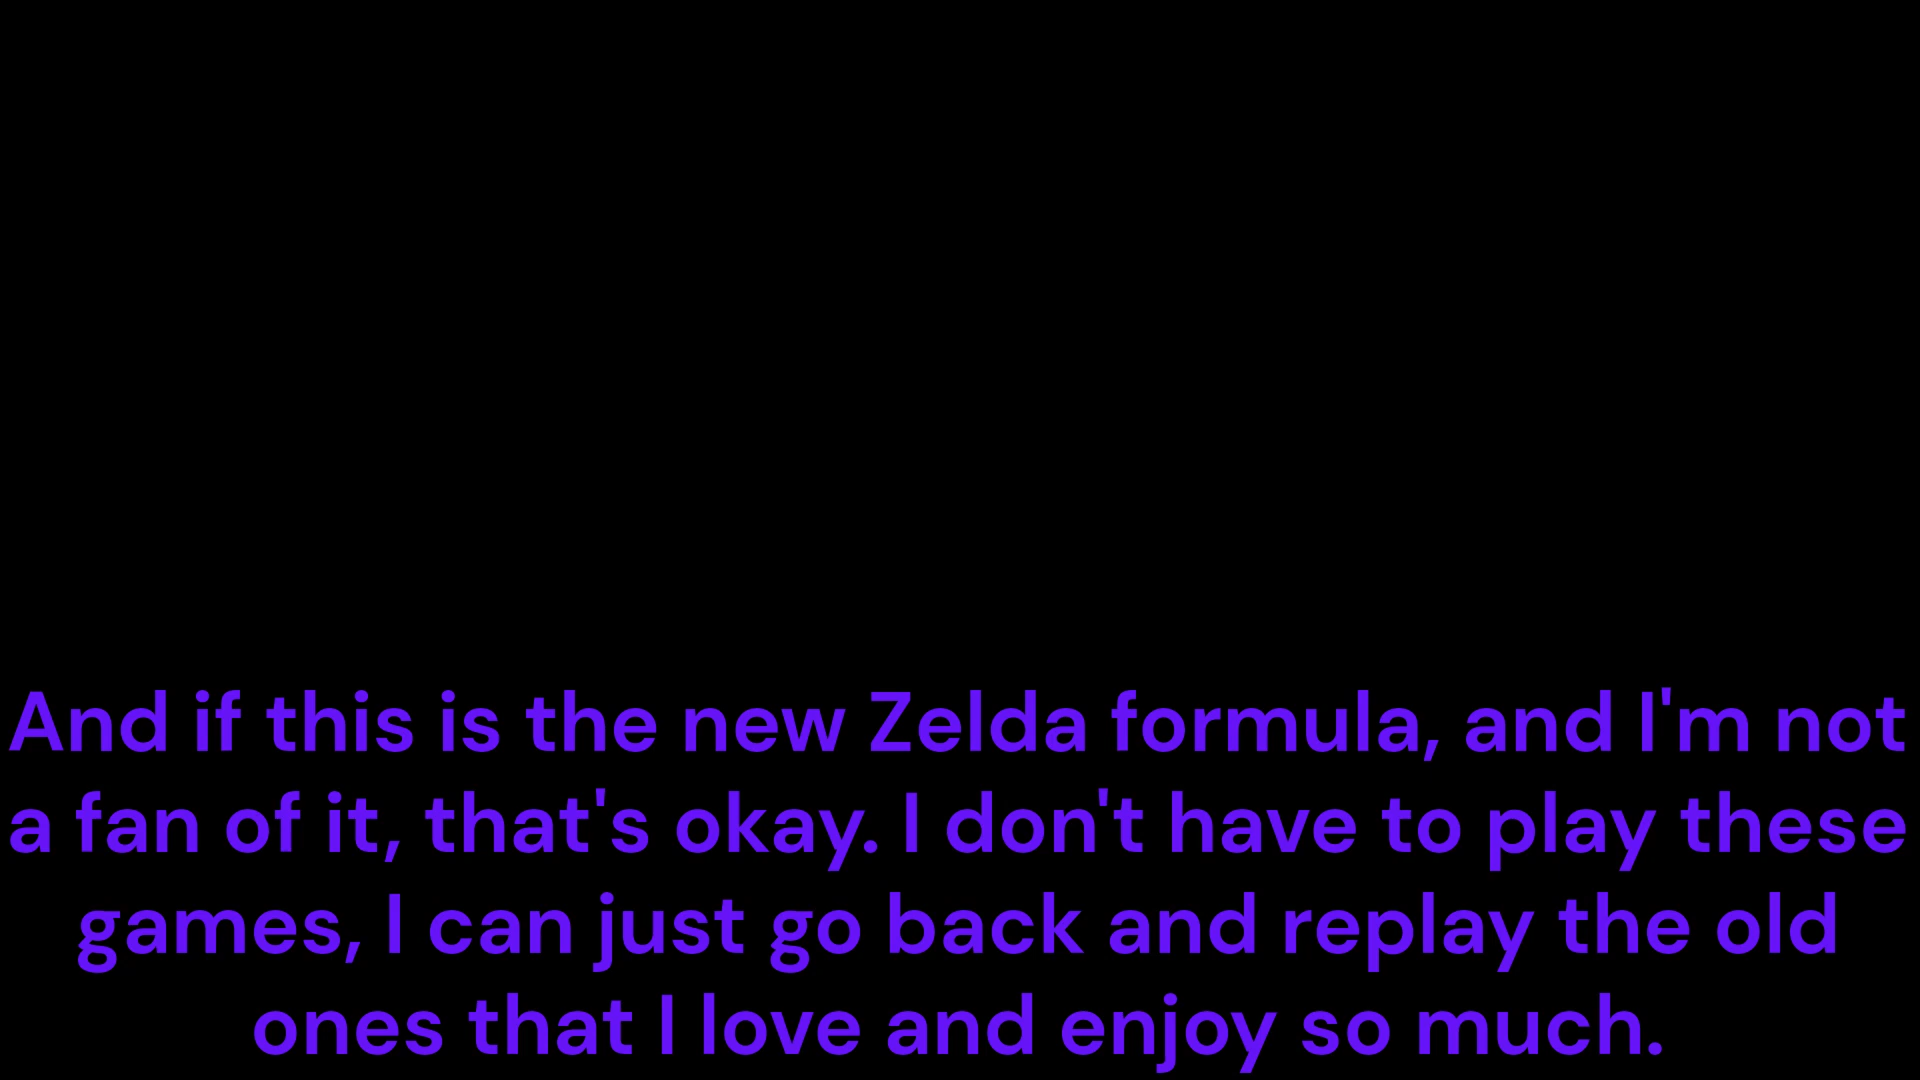 And if this is the new Zelda formula, and I'm not
a fan of it, that's okay. I don't have to play these
games, I can just go back and replay the old
ones that I love and enjoy so much.